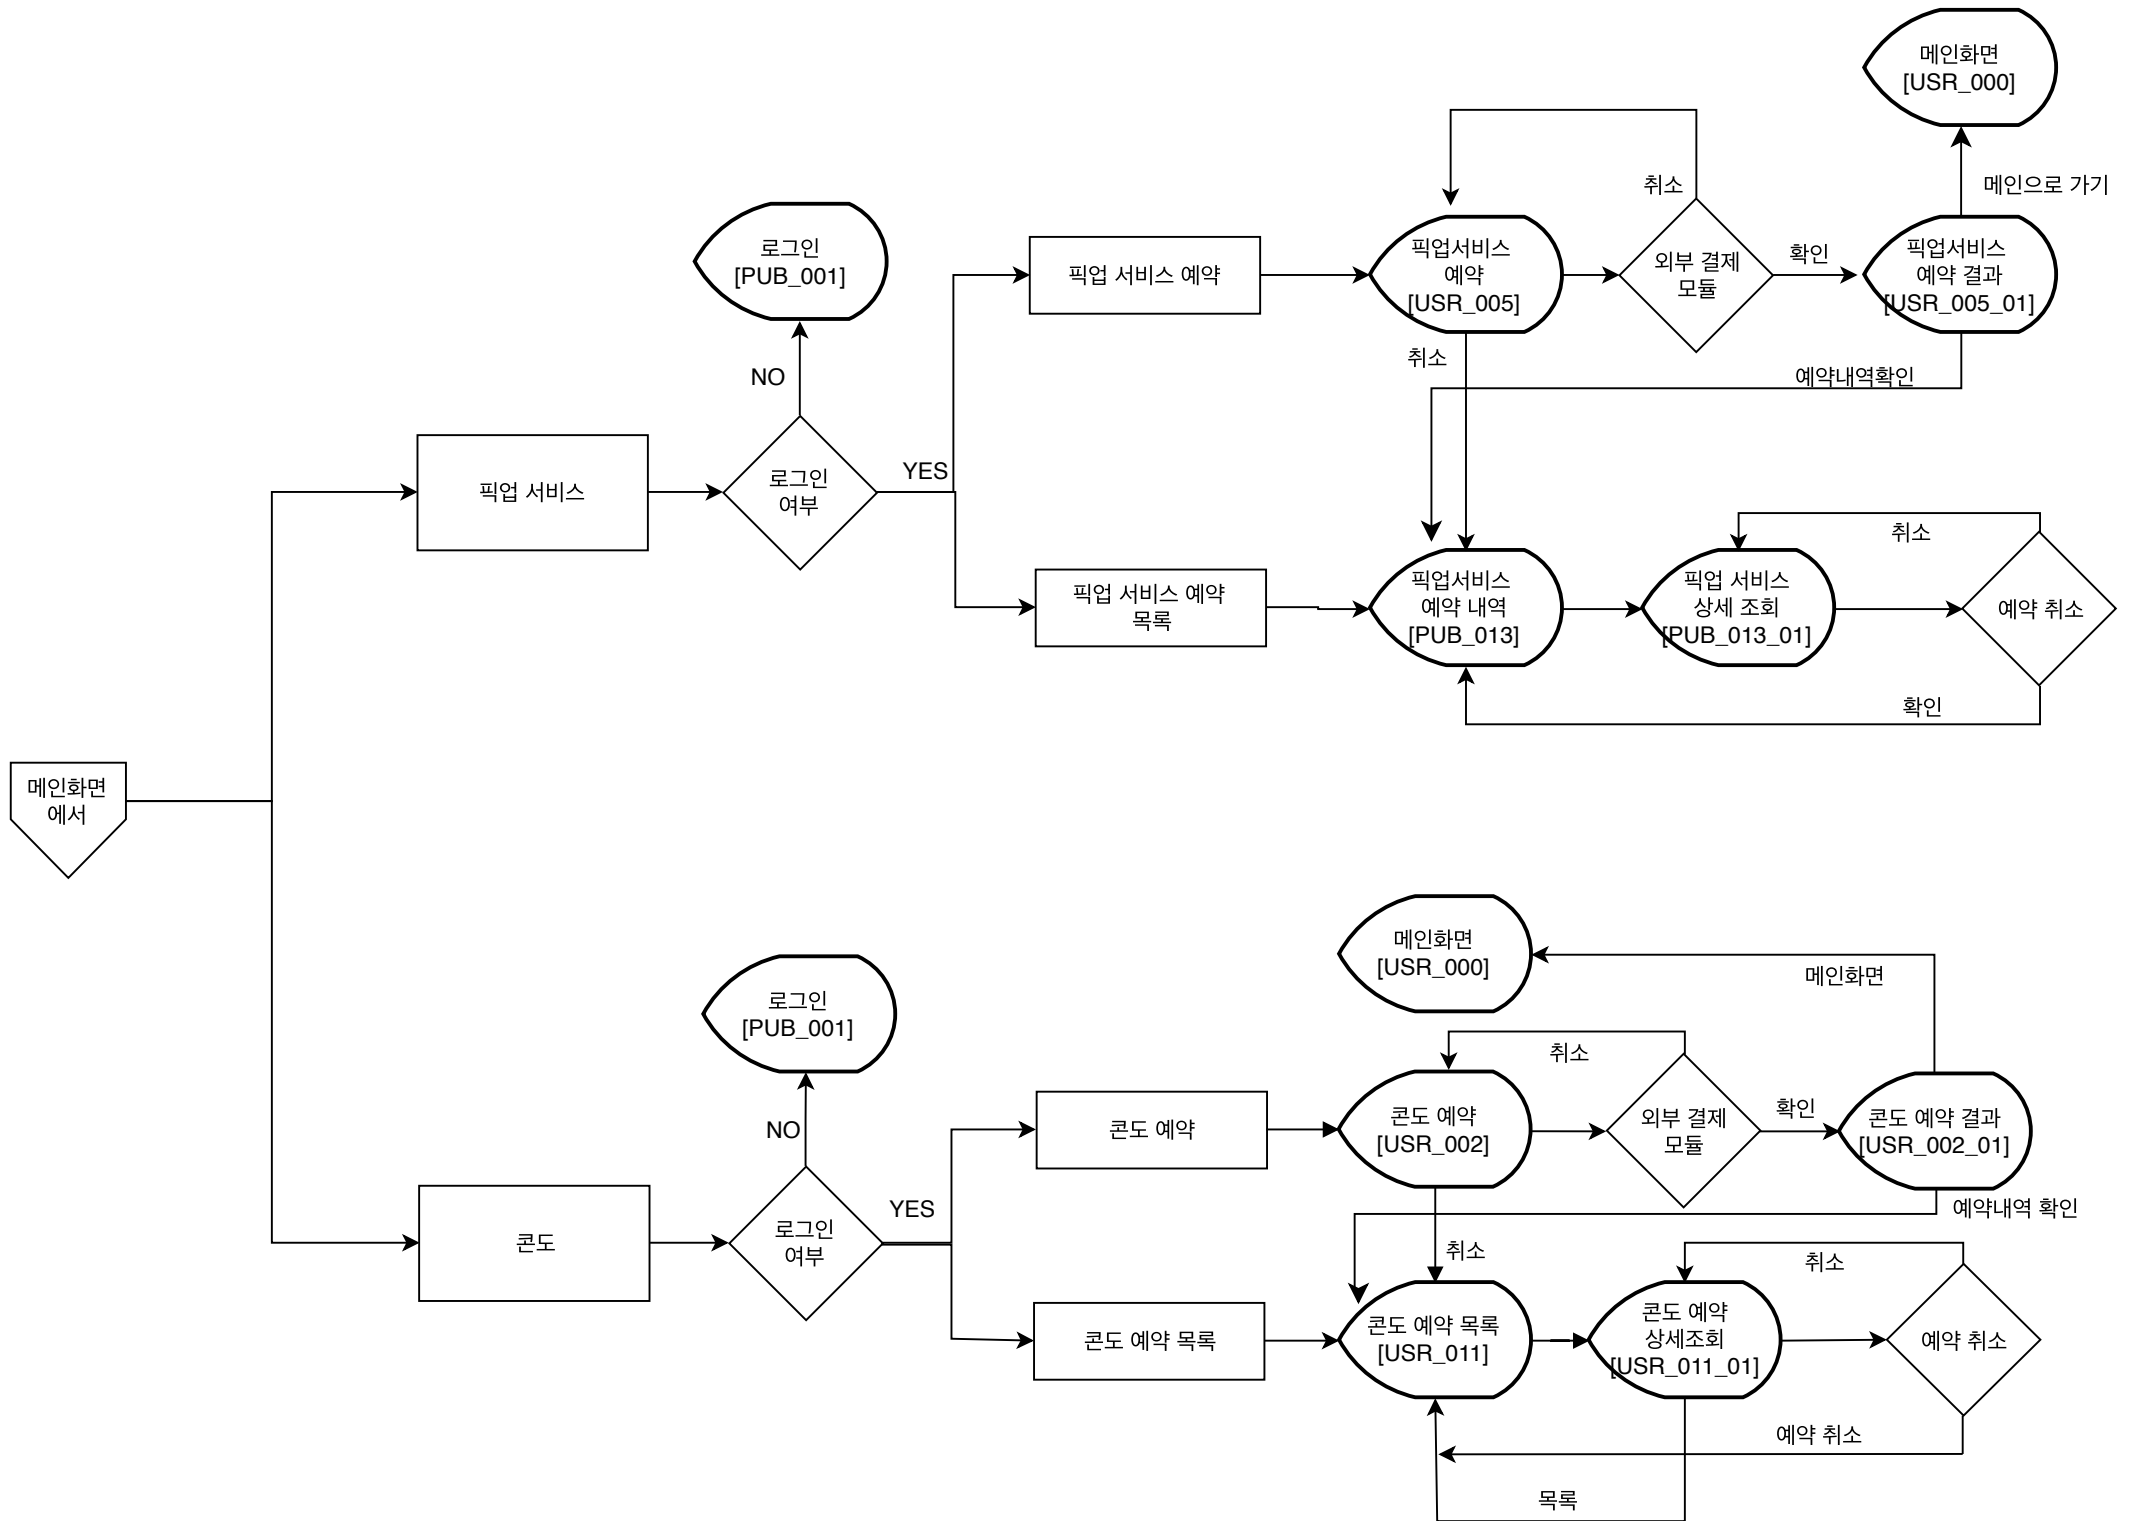 메인화면
[USR_000]
취소
메인으로 가기
로그인
[PUB_001]
픽업 서비스 예약
픽업서비스
예약
[USR_005]
외부 결제
모듈
확인
픽업서비스
예약 결과
[USR_005_01]
취소
예약내역확인
NO
픽업 서비스
로그인
여부
YES
취소
픽업 서비스 예약
목록
픽업서비스
예약 내역
[PUB_013]
픽업 서비스
상세 조회
[PUB_013_01]
예약 취소
확인
메인화면
에서
메인화면
[USR_000]
메인화면
로그인
[PUB_001]
취소
NO
콘도 예약
콘도 예약
[USR_002]
외부 결제
모듈
확인
콘도 예약 결과
[USR_002_01]
YES
예약내역 확인
콘도
로그인
여부
취소
취소
콘도 예약 목록
콘도 예약 목록
[USR_011]
콘도 예약
상세조회
[USR_011_01]
예약 취소
예약 취소
목록